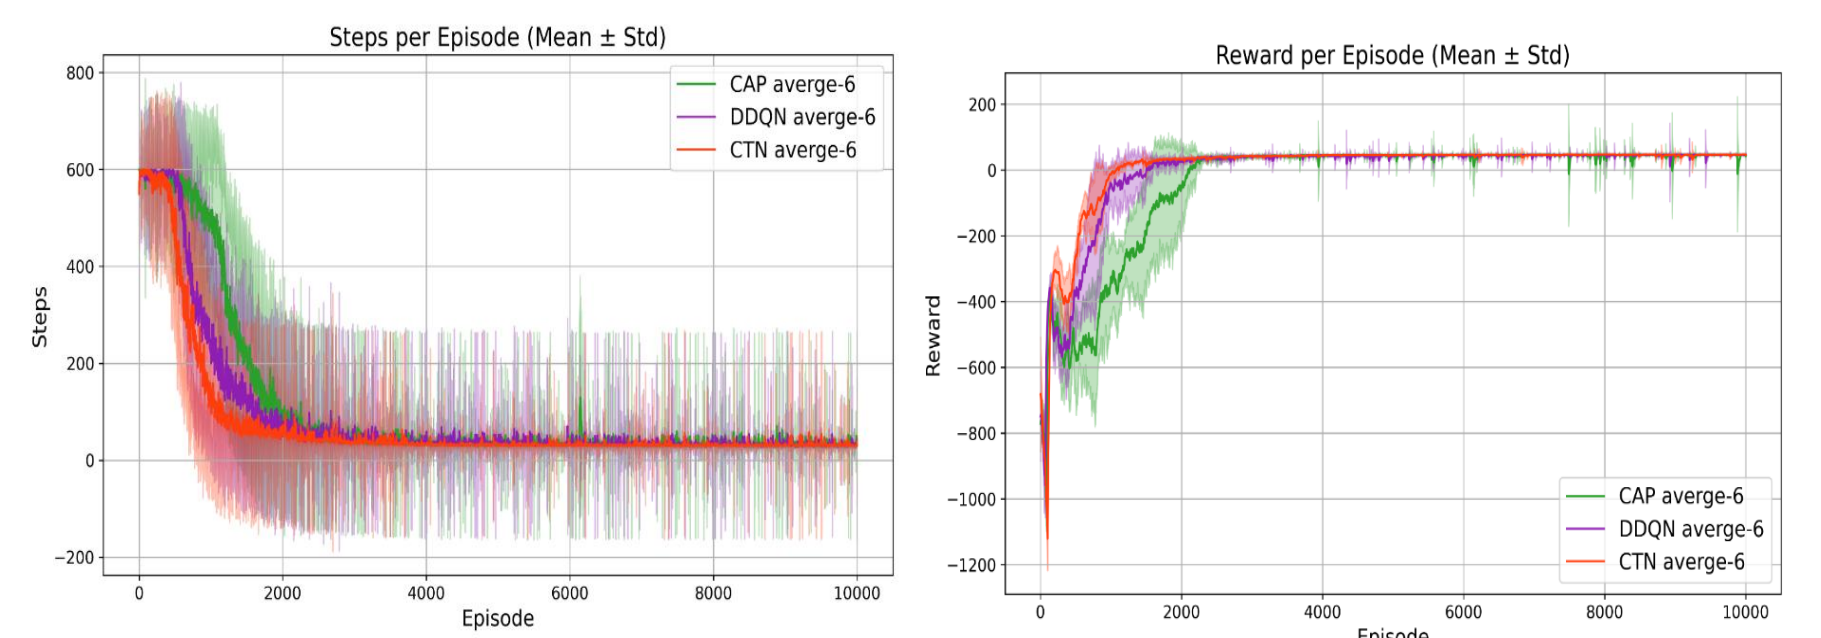 Steps per Episode (Mean ± Std)
800
600
400
200
0
−200
Steps
0 2000 4000 6000 8000 10000
Episode
CAP averge-6
DDQN averge-6
CTN averge-6
Reward per Episode (Mean ± Std)
200
0
−200
−400
−600
−800
−1000
−1200
Reward
0 2000 4000 6000 8000 10000
Episode
CAP averge-6
DDQN averge-6
CTN averge-6